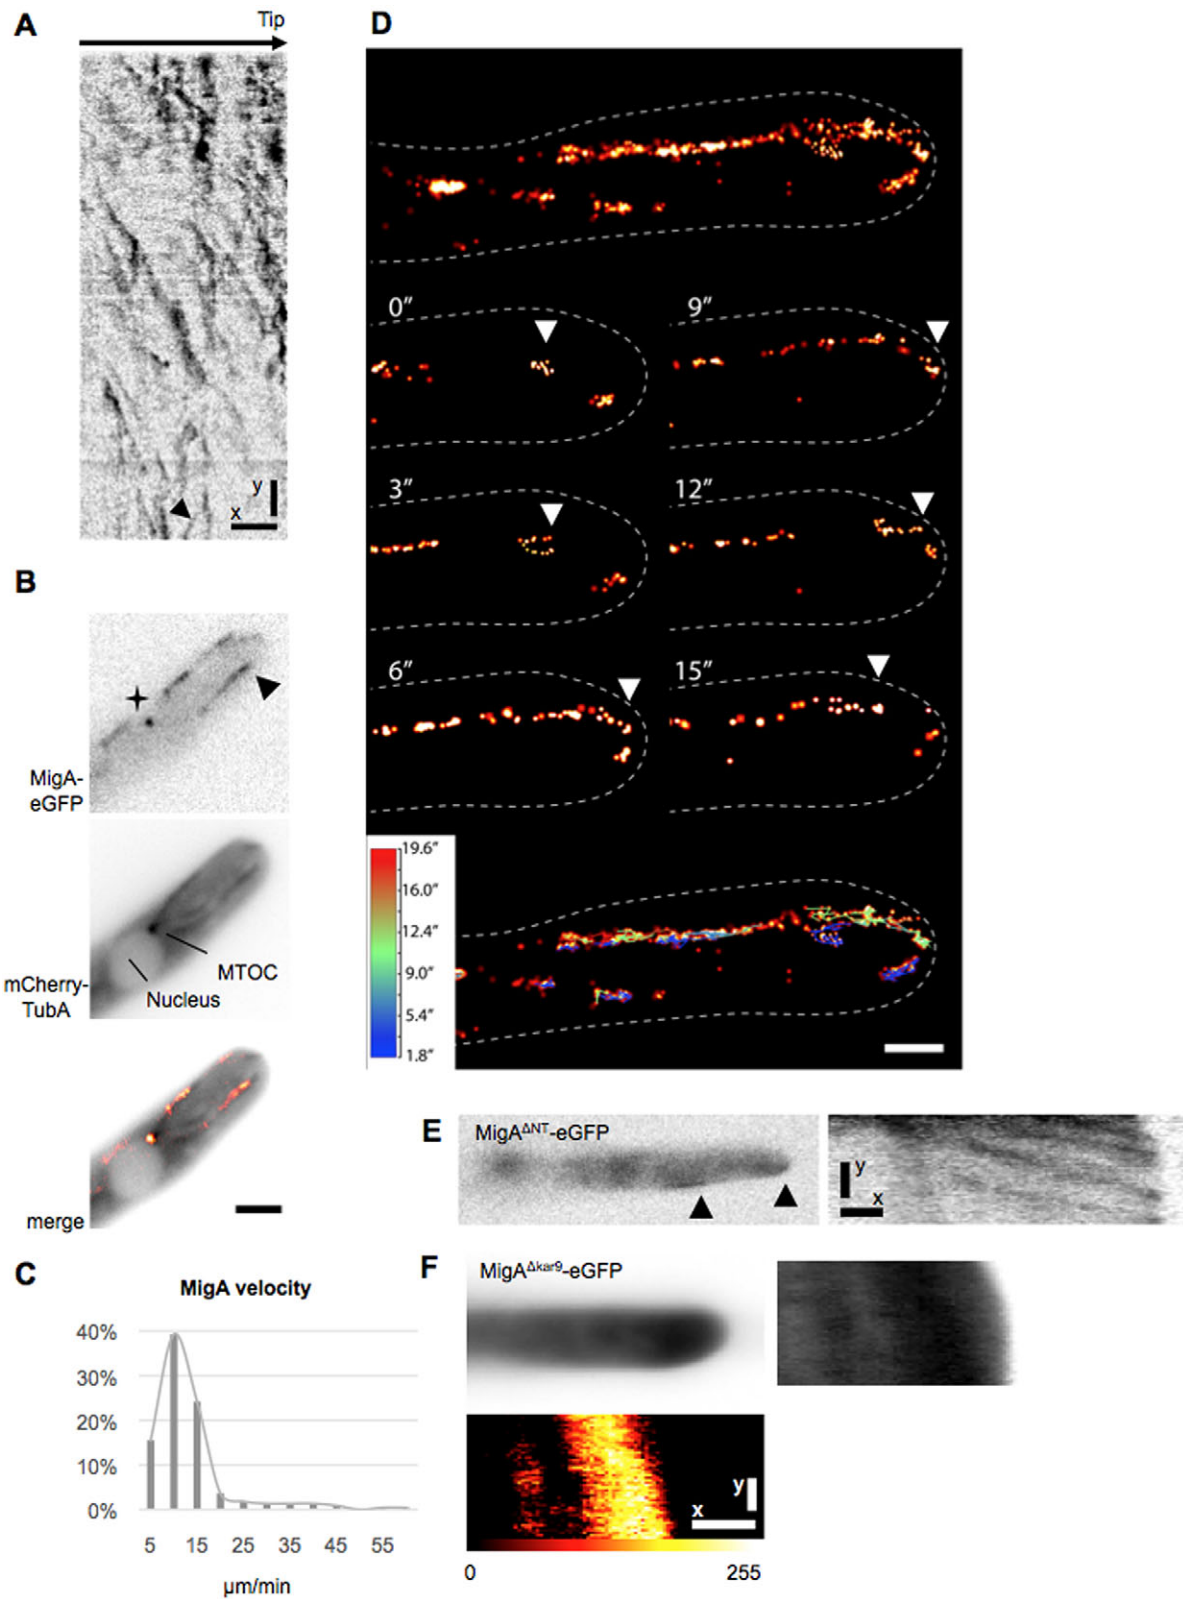 A
Tip
y
x
B
MigA-
eGFP
mCherry-
TubA
MTOC
Nucleus
merge
C
MigA velocity
40%
30%
20%
10%
0%
5
15
25
35
45
55
µm/min
D
0″
9″
3″
12″
6″
15″
19.6″
16.0″
12.4″
9.0″
5.4″
1.8″
E
MigAΔNT-eGFP
y
x
F
MigAΔkar9-eGFP
y
x
0
255